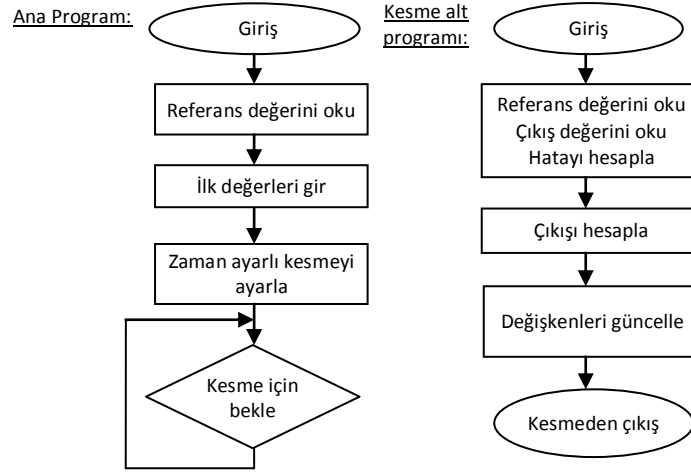 Ana Program:
Giriş
Referans değerini oku
İlk değerleri gir
Zaman ayarlı kesmeyi
ayarla
Kesme için
bekle
Kesme alt
programı:
Giriş
Referans değerini oku
Çıkış değerini oku
Hatayı hesapla
Çıkışı hesapla
Değişkenleri güncelle
Kesmeden çıkış